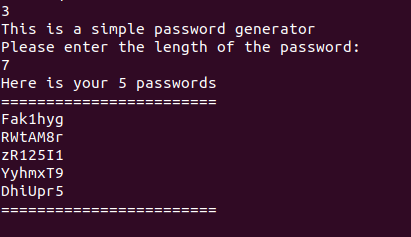 3
This is a simple password generator
Please enter the length of the password:
7
Here is your 5 passwords
========================
Fak1hyg
RWtAM8r
zR125I1
YyhmxT9
DhiUpr5
========================